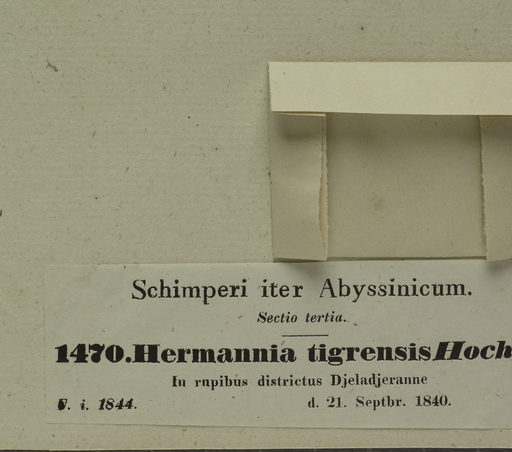 Schimperi iter Abyssinicum.
Sectio tertia.
1470. Hermannia tigrensis Hoch
In rupibus districtus Djeladjeranne
U. i. 1844.
d. 21. Septbr. 1840.